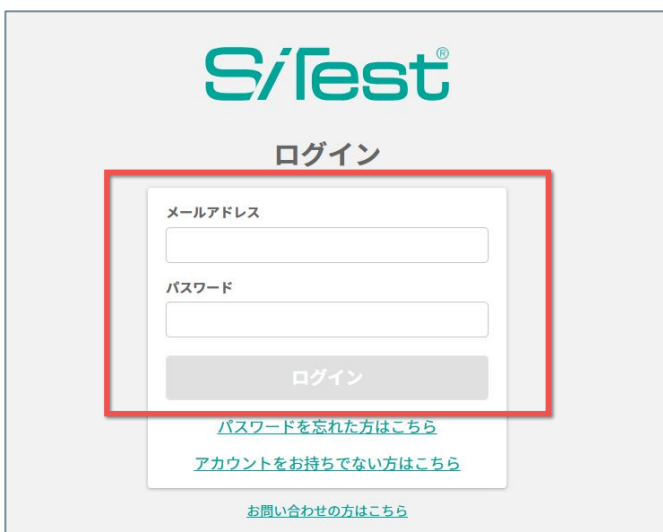 SiTest®
ログイン
メールアドレス
パスワード
ログイン
パスワードを忘れた方はこちら
アカウントをお持ちでない方はこちら
お問い合わせの方はこちら